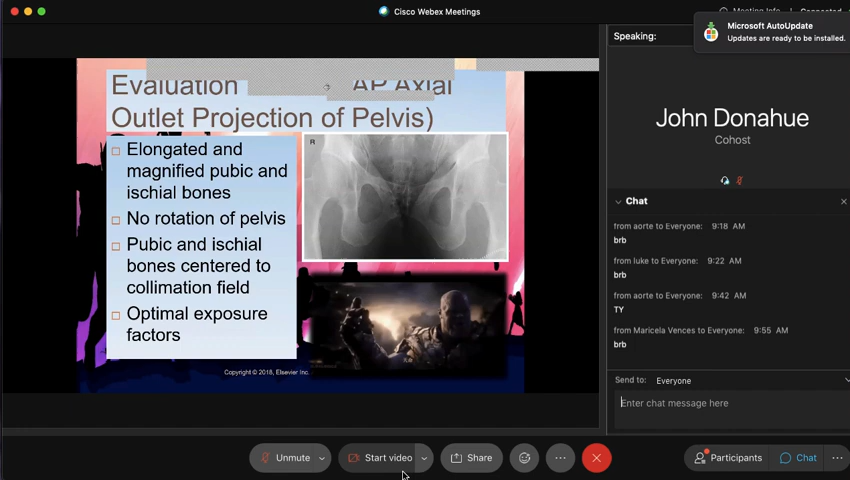 Cisco Webex Meetings
Meeting Info
Connected
Microsoft AutoUpdate
Updates are ready to be installed.
Speaking:
John Donahue
Cohost
Evaluation AP Axial
Outlet Projection of Pelvis)
Elongated and
magnified pubic and
ischial bones
No rotation of pelvis
Pubic and ischial
bones centered to
collimation field
Optimal exposure
factors
R
Copyright © 2018, Elsevier Inc.
Chat
from aorte to Everyone: 9:18 AM
brb
from luke to Everyone: 9:22 AM
brb
from aorte to Everyone: 9:42 AM
TY
from Maricela Vences to Everyone: 9:55 AM
brb
Send to: Everyone
Enter chat message here
Unmute
Start video
Share
Participants
Chat